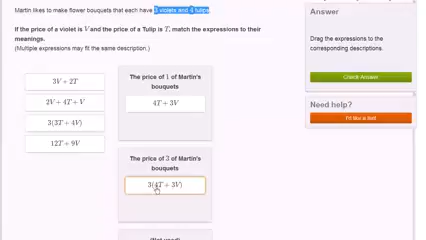 Martin likes to make flower bouquets that each have 3 violets and 4 tulips.
If the price of a violet is V and the price of a Tulip is T, match the expressions to their
meanings.
(Multiple expressions may fit the same description.)
3V + 2T
2V + 4T + V
3(3T + 4V)
12T + 9V
The price of 1 of Martin's
bouquets
4T + 3V
The price of 3 of Martin's
bouquets
3(4T + 3V)
(Not used)
Answer
Drag the expressions to the
corresponding descriptions.
Check Answer
Need help?
I'd like a hint